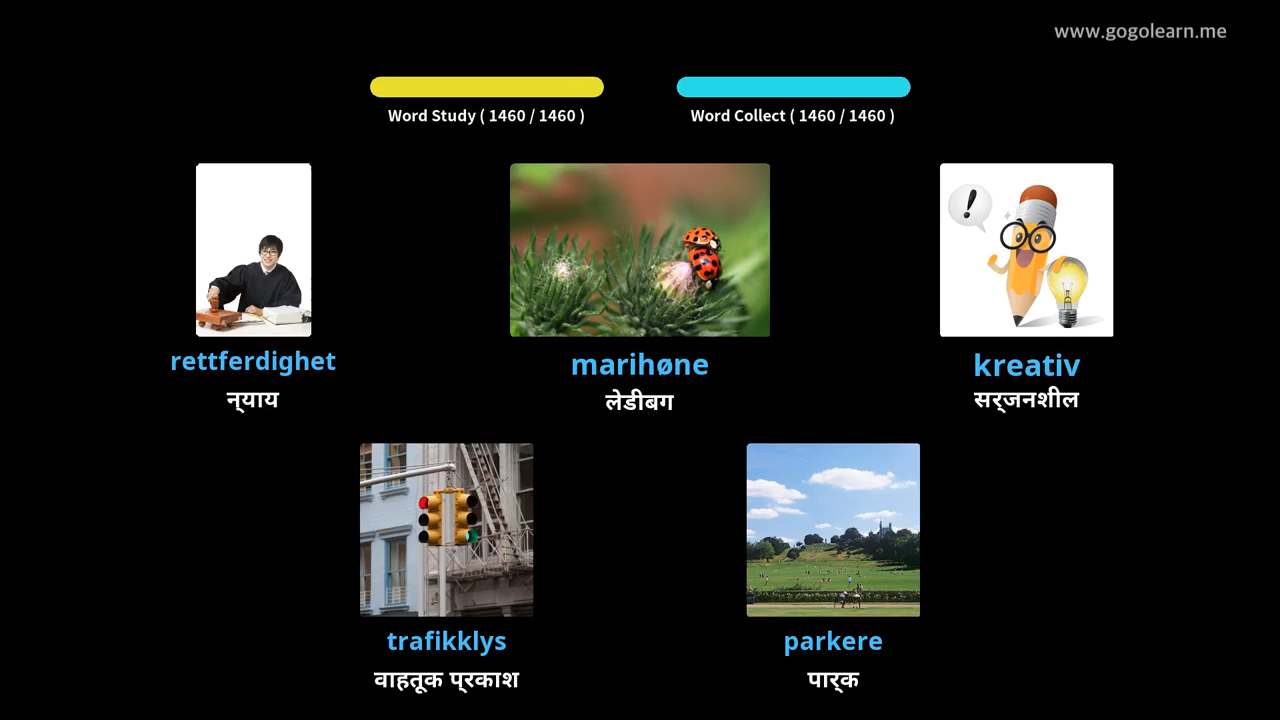 www.gogolearn.me
Word Study ( 1460 / 1460 )
Word Collect ( 1460 / 1460 )
rettferdighet
न्याय
marihøne
लेडीबग
kreativ
सर्जनशील
trafikklys
वाहतूक प्रकाश
parkere
पार्क